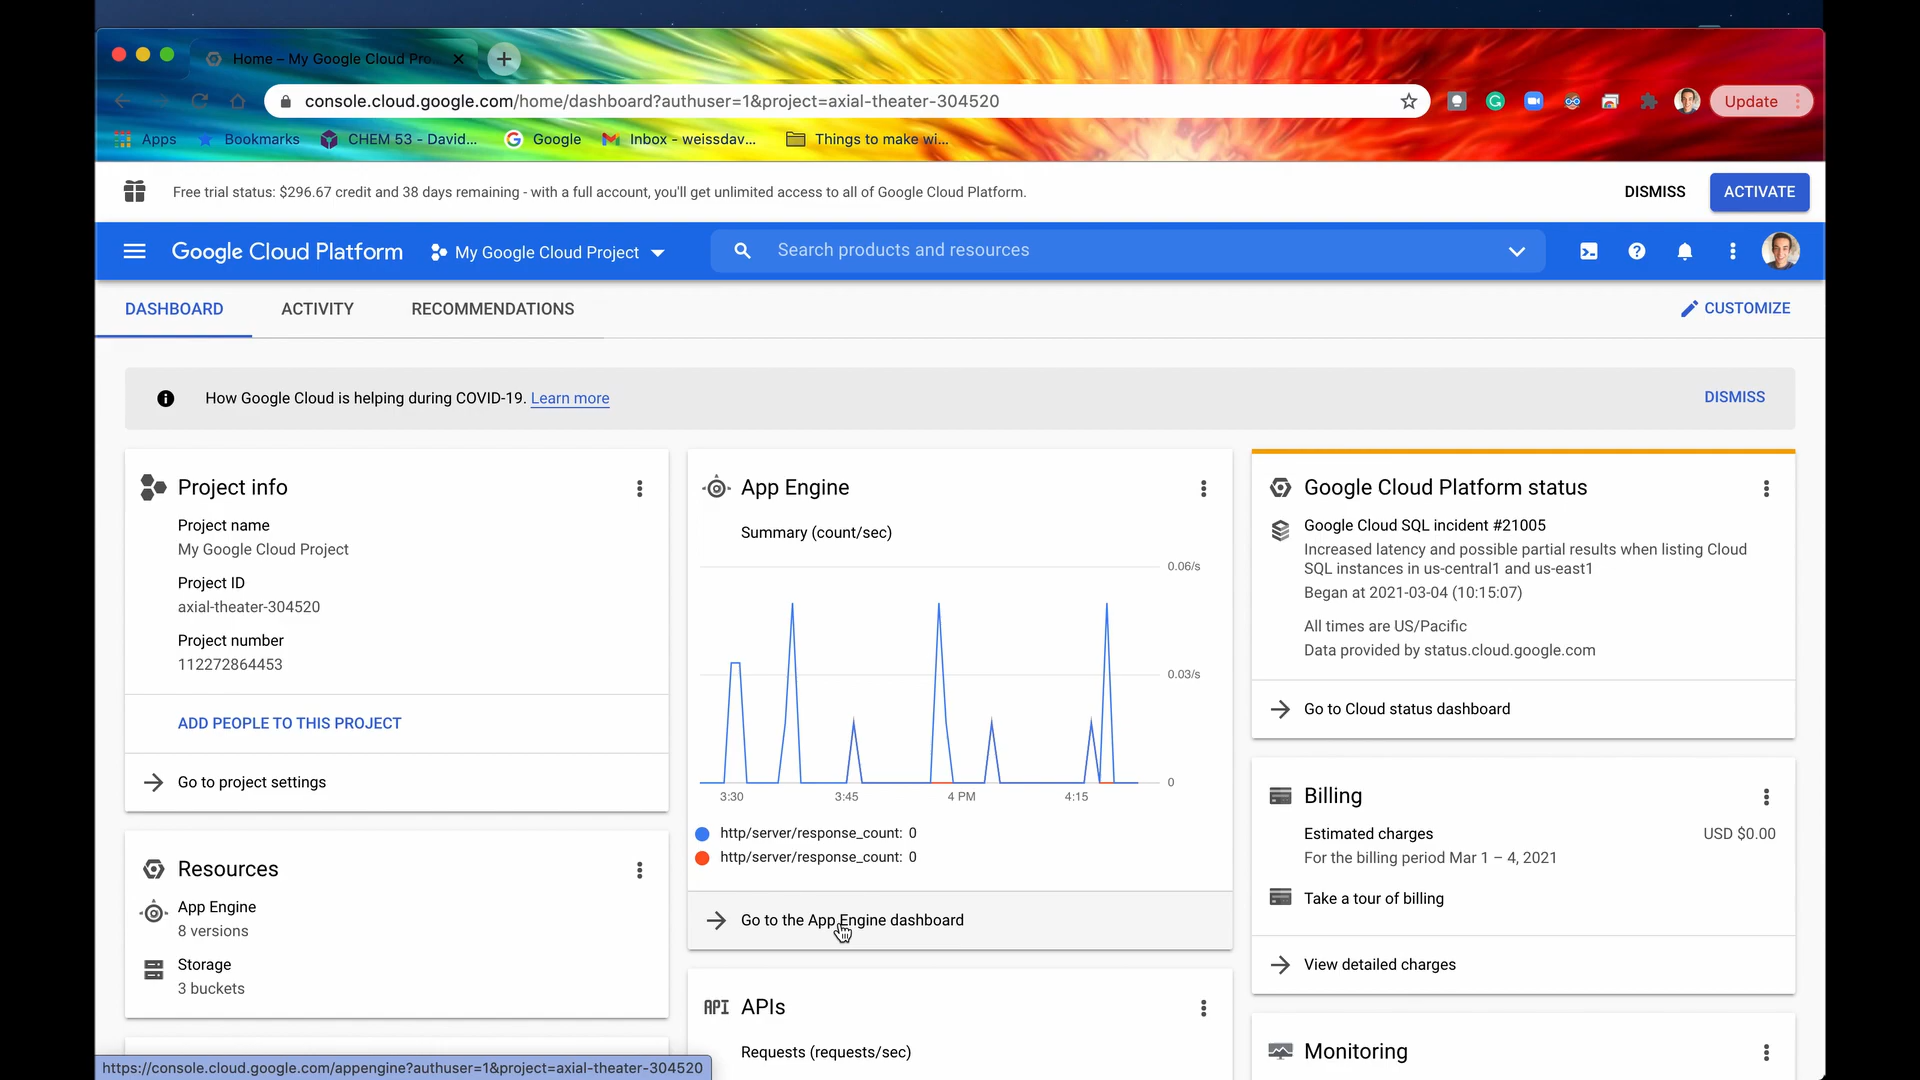 Home – My Google Cloud Pro
console.cloud.google.com/home/dashboard?authuser=1&project=axial-theater-304520
Update
Apps
Bookmarks
CHEM 53 - David...
Google
Inbox - weissdav...
Things to make wi...
Free trial status: $296.67 credit and 38 days remaining - with a full account, you'll get unlimited access to all of Google Cloud Platform.
DISMISS
ACTIVATE
Google Cloud Platform
My Google Cloud Project
Search products and resources
DASHBOARD
ACTIVITY
RECOMMENDATIONS
CUSTOMIZE
How Google Cloud is helping during COVID-19. Learn more
DISMISS
Project info
Project name
My Google Cloud Project
Project ID
axial-theater-304520
Project number
112272864453
ADD PEOPLE TO THIS PROJECT
Go to project settings
Resources
App Engine
8 versions
Storage
3 buckets
App Engine
Summary (count/sec)
0.06/s
0.03/s
0
3:30
3:45
4 PM
4:15
http/server/response_count: 0
http/server/response_count: 0
Go to the App Engine dashboard
API APIs
Requests (requests/sec)
Google Cloud Platform status
Google Cloud SQL incident #21005
Increased latency and possible partial results when listing Cloud
SQL instances in us-central1 and us-east1
Began at 2021-03-04 (10:15:07)
All times are US/Pacific
Data provided by status.cloud.google.com
Go to Cloud status dashboard
Billing
Estimated charges
USD $0.00
For the billing period Mar 1 – 4, 2021
Take a tour of billing
View detailed charges
Monitoring
https://console.cloud.google.com/appengine?authuser=1&project=axial-theater-304520